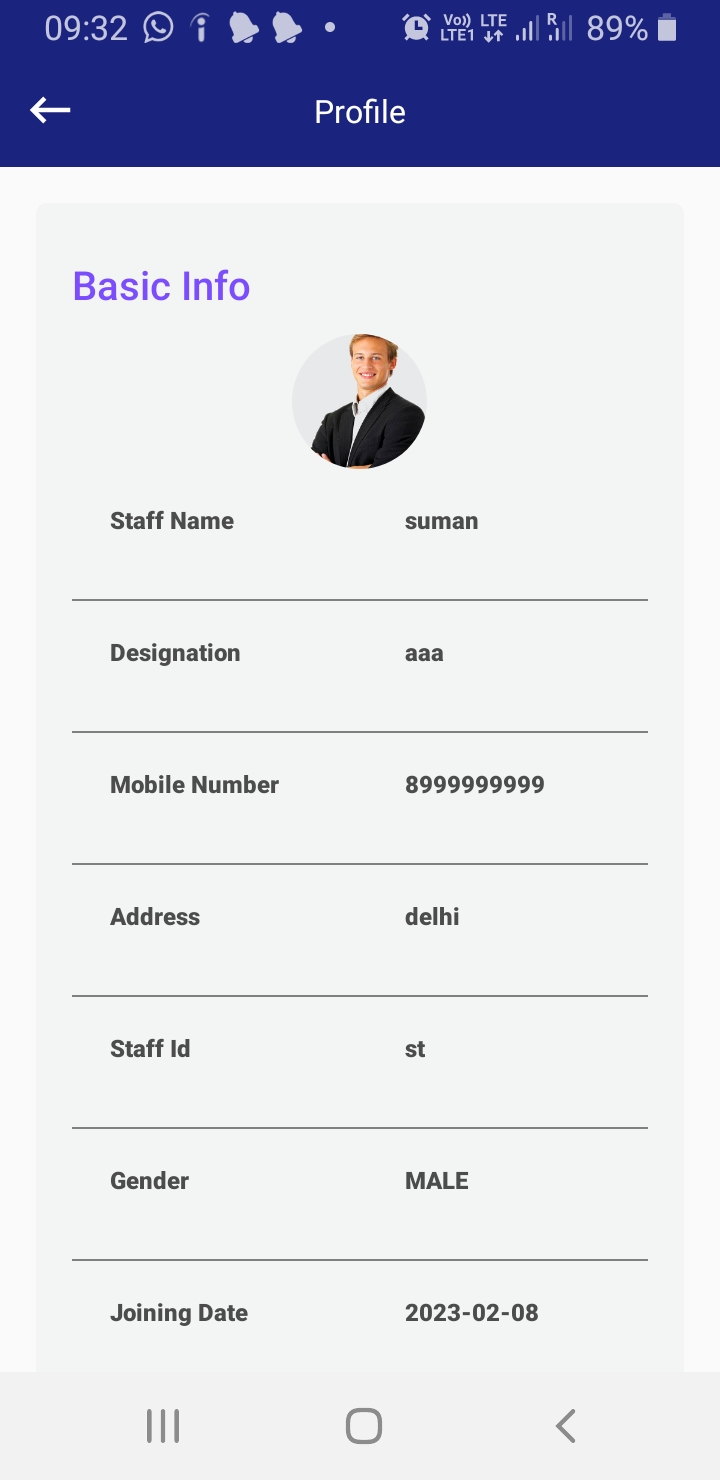 09:32 Vo)) LTE1 LTE R 89%
Profile
Basic Info
Staff Name suman
Designation aaa
Mobile Number 8999999999
Address delhi
Staff Id st
Gender MALE
Joining Date 2023-02-08